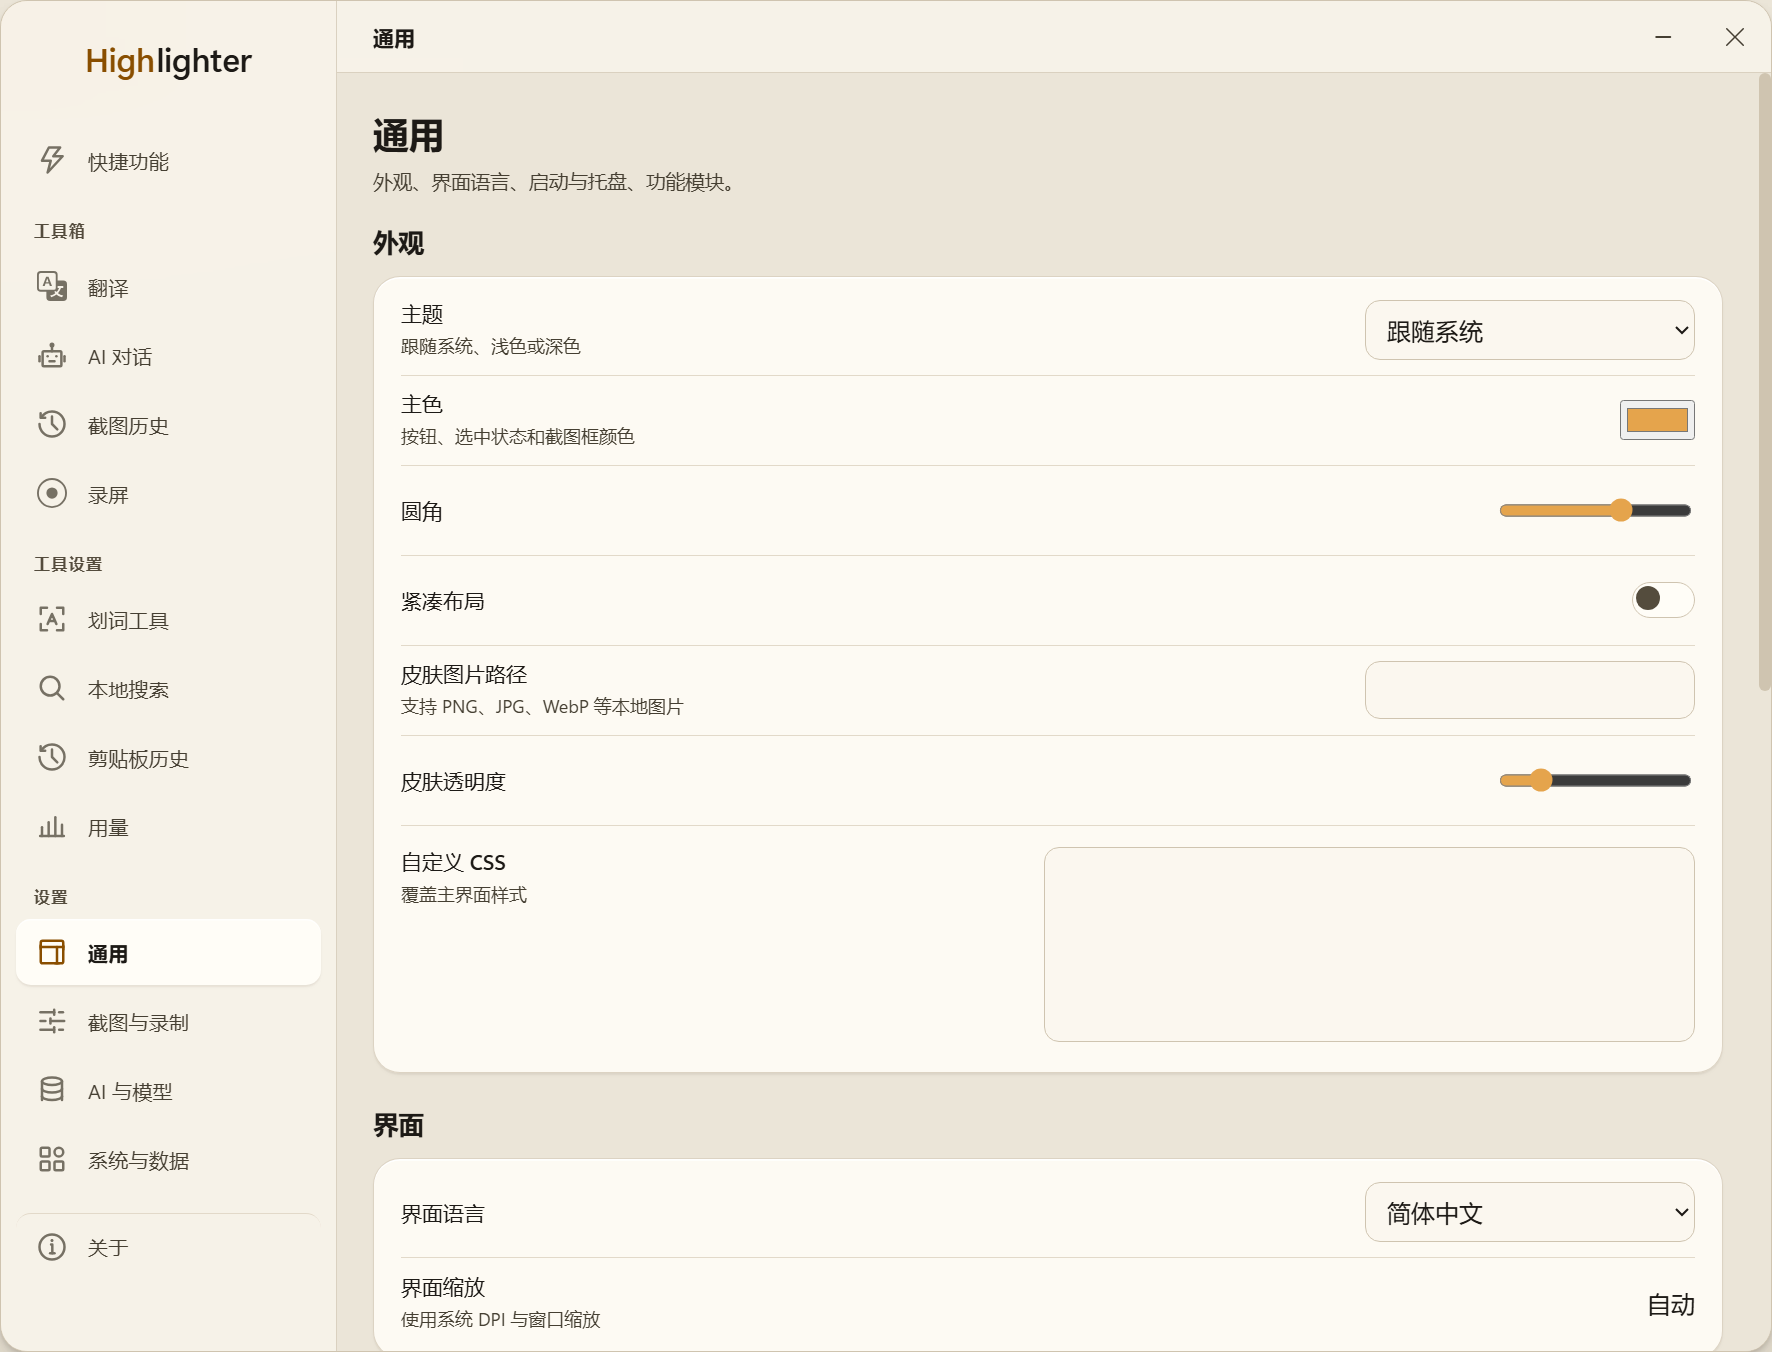 Highlighter
快捷功能
工具箱
翻译
AI 对话
截图历史
录屏
工具设置
划词工具
本地搜索
剪贴板历史
用量
设置
通用
截图与录制
AI 与模型
系统与数据
关于
通用
通用
外观、界面语言、启动与托盘、功能模块。
外观
主题
跟随系统、浅色或深色
跟随系统
主色
按钮、选中状态和截图框颜色
圆角
紧凑布局
皮肤图片路径
支持 PNG、JPG、WebP 等本地图片
皮肤透明度
自定义 CSS
覆盖主界面样式
界面
界面语言
简体中文
界面缩放
使用系统 DPI 与窗口缩放
自动